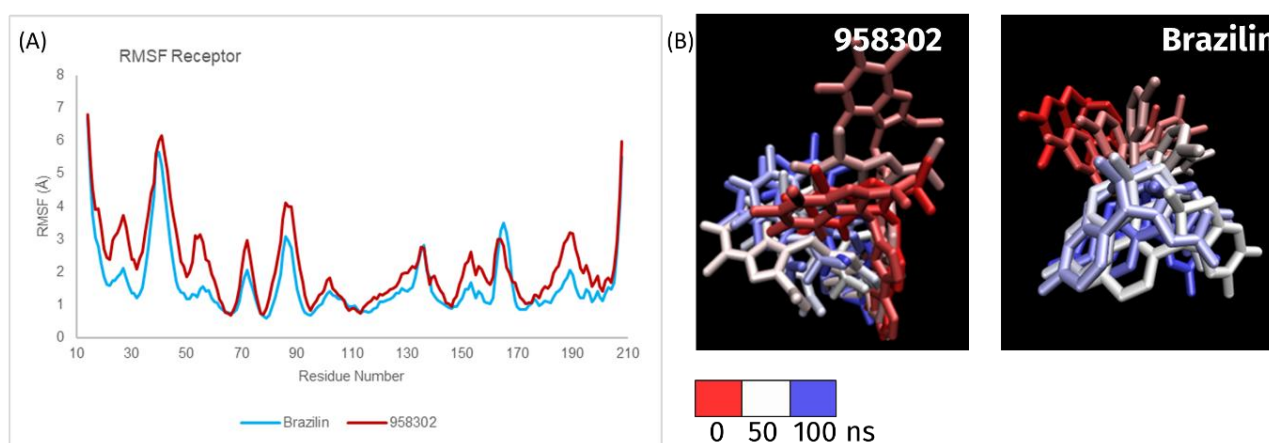 (A)
RMSF Receptor
8
7
6
5
4
3
2
1
0
RMSF (Å)
10 30 50 70 90 110 130 150 170 190 210
Residue Number
Brazilin 958302
(B)
958302
Brazilin
0 50 100 ns